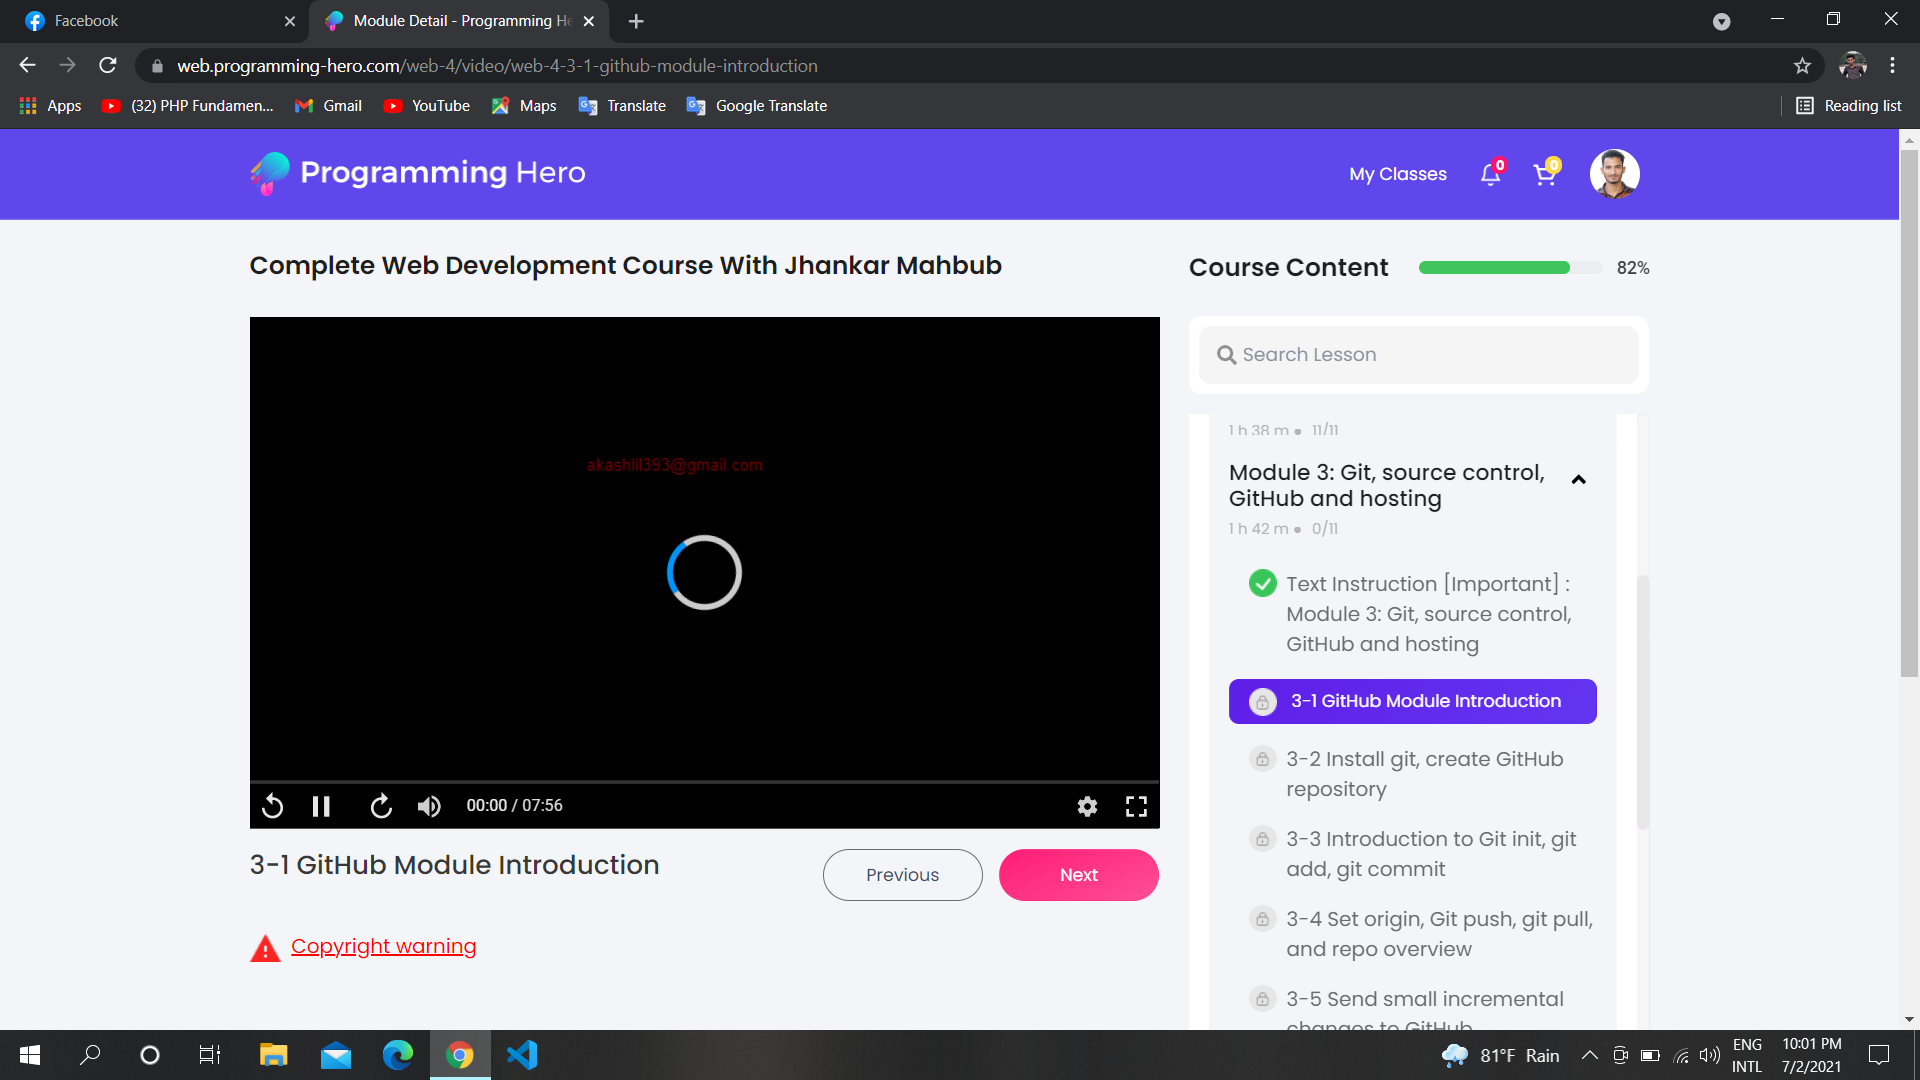 Facebook
Module Detail - Programming He
web.programming-hero.com/web-4/video/web-4-3-1-github-module-introduction
Apps
(32) PHP Fundamen...
Gmail
YouTube
Maps
Translate
Google Translate
Reading list
Programming Hero
My Classes
0
0
Complete Web Development Course With Jhankar Mahbub
Course Content
82%
akashlil393@gmail.com
00:00 / 07:56
3-1 GitHub Module Introduction
Previous
Next
Copyright warning
Search Lesson
1 h 38 m • 11/11
Module 3: Git, source control,
GitHub and hosting
1 h 42 m • 0/11
Text Instruction [Important] :
Module 3: Git, source control,
GitHub and hosting
3-1 GitHub Module Introduction
3-2 Install git, create GitHub
repository
3-3 Introduction to Git init, git
add, git commit
3-4 Set origin, Git push, git pull,
and repo overview
3-5 Send small incremental
changes to GitHub
81°F Rain
ENG
INTL
10:01 PM
7/2/2021